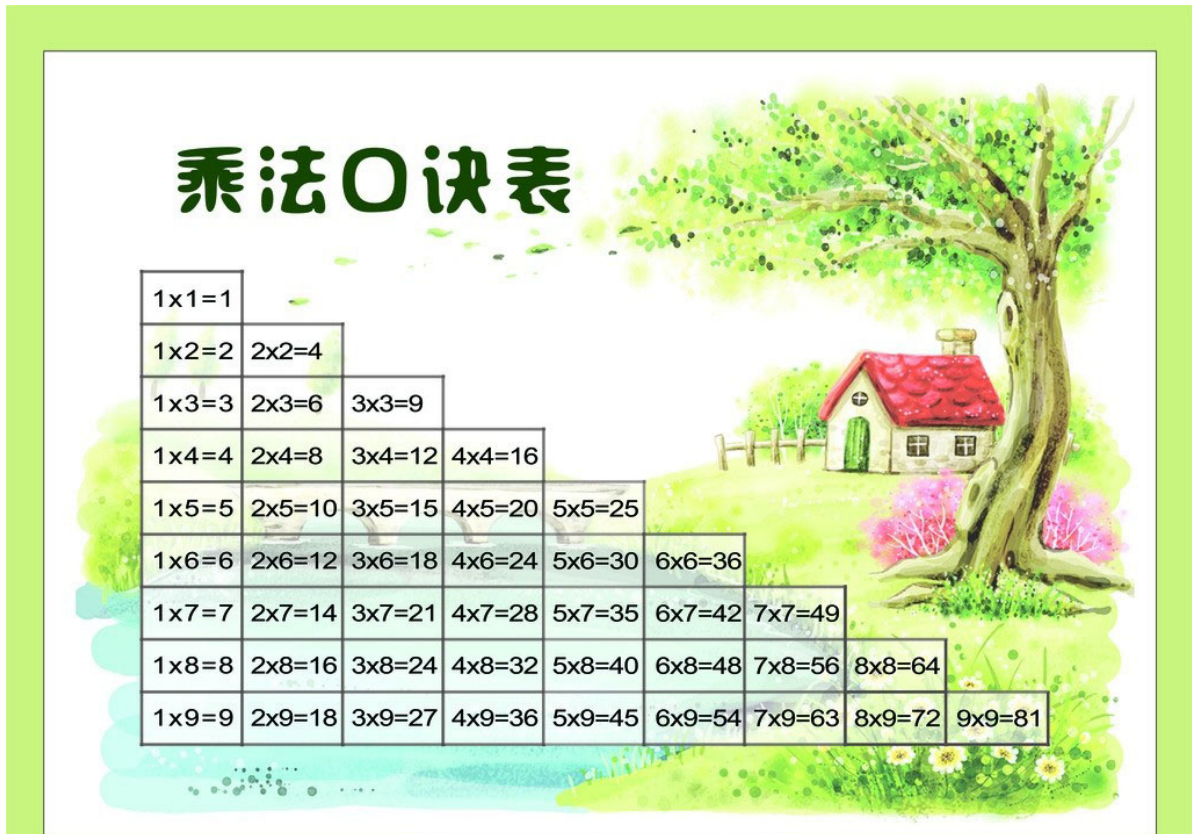 乘法口诀表
1x1=1
1x2=2 2x2=4
1x3=3 2x3=6 3x3=9
1x4=4 2x4=8 3x4=12 4x4=16
1x5=5 2x5=10 3x5=15 4x5=20 5x5=25
1x6=6 2x6=12 3x6=18 4x6=24 5x6=30 6x6=36
1x7=7 2x7=14 3x7=21 4x7=28 5x7=35 6x7=42 7x7=49
1x8=8 2x8=16 3x8=24 4x8=32 5x8=40 6x8=48 7x8=56 8x8=64
1x9=9 2x9=18 3x9=27 4x9=36 5x9=45 6x9=54 7x9=63 8x9=72 9x9=81